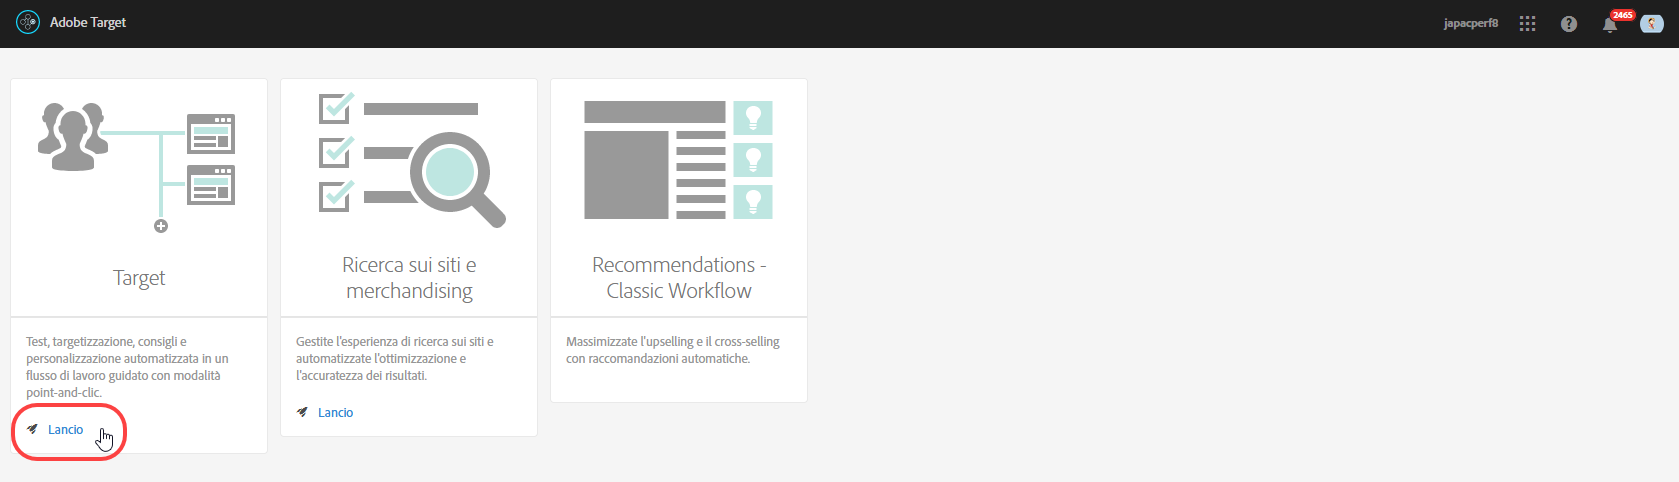 Adobe Target
japacperf8
2465
Target
Test, targetizzazione, consigli e
personalizzazione automatizzata in un
flusso di lavoro guidato con modalità
point-and-clic.
Lancio
Ricerca sui siti e
merchandising
Gestite l'esperienza di ricerca sui siti e
automatizzate l'ottimizzazione e
l'accuratezza dei risultati.
Lancio
Recommendations -
Classic Workflow
Massimizzate l'upselling e il cross-selling
con raccomandazioni automatiche.